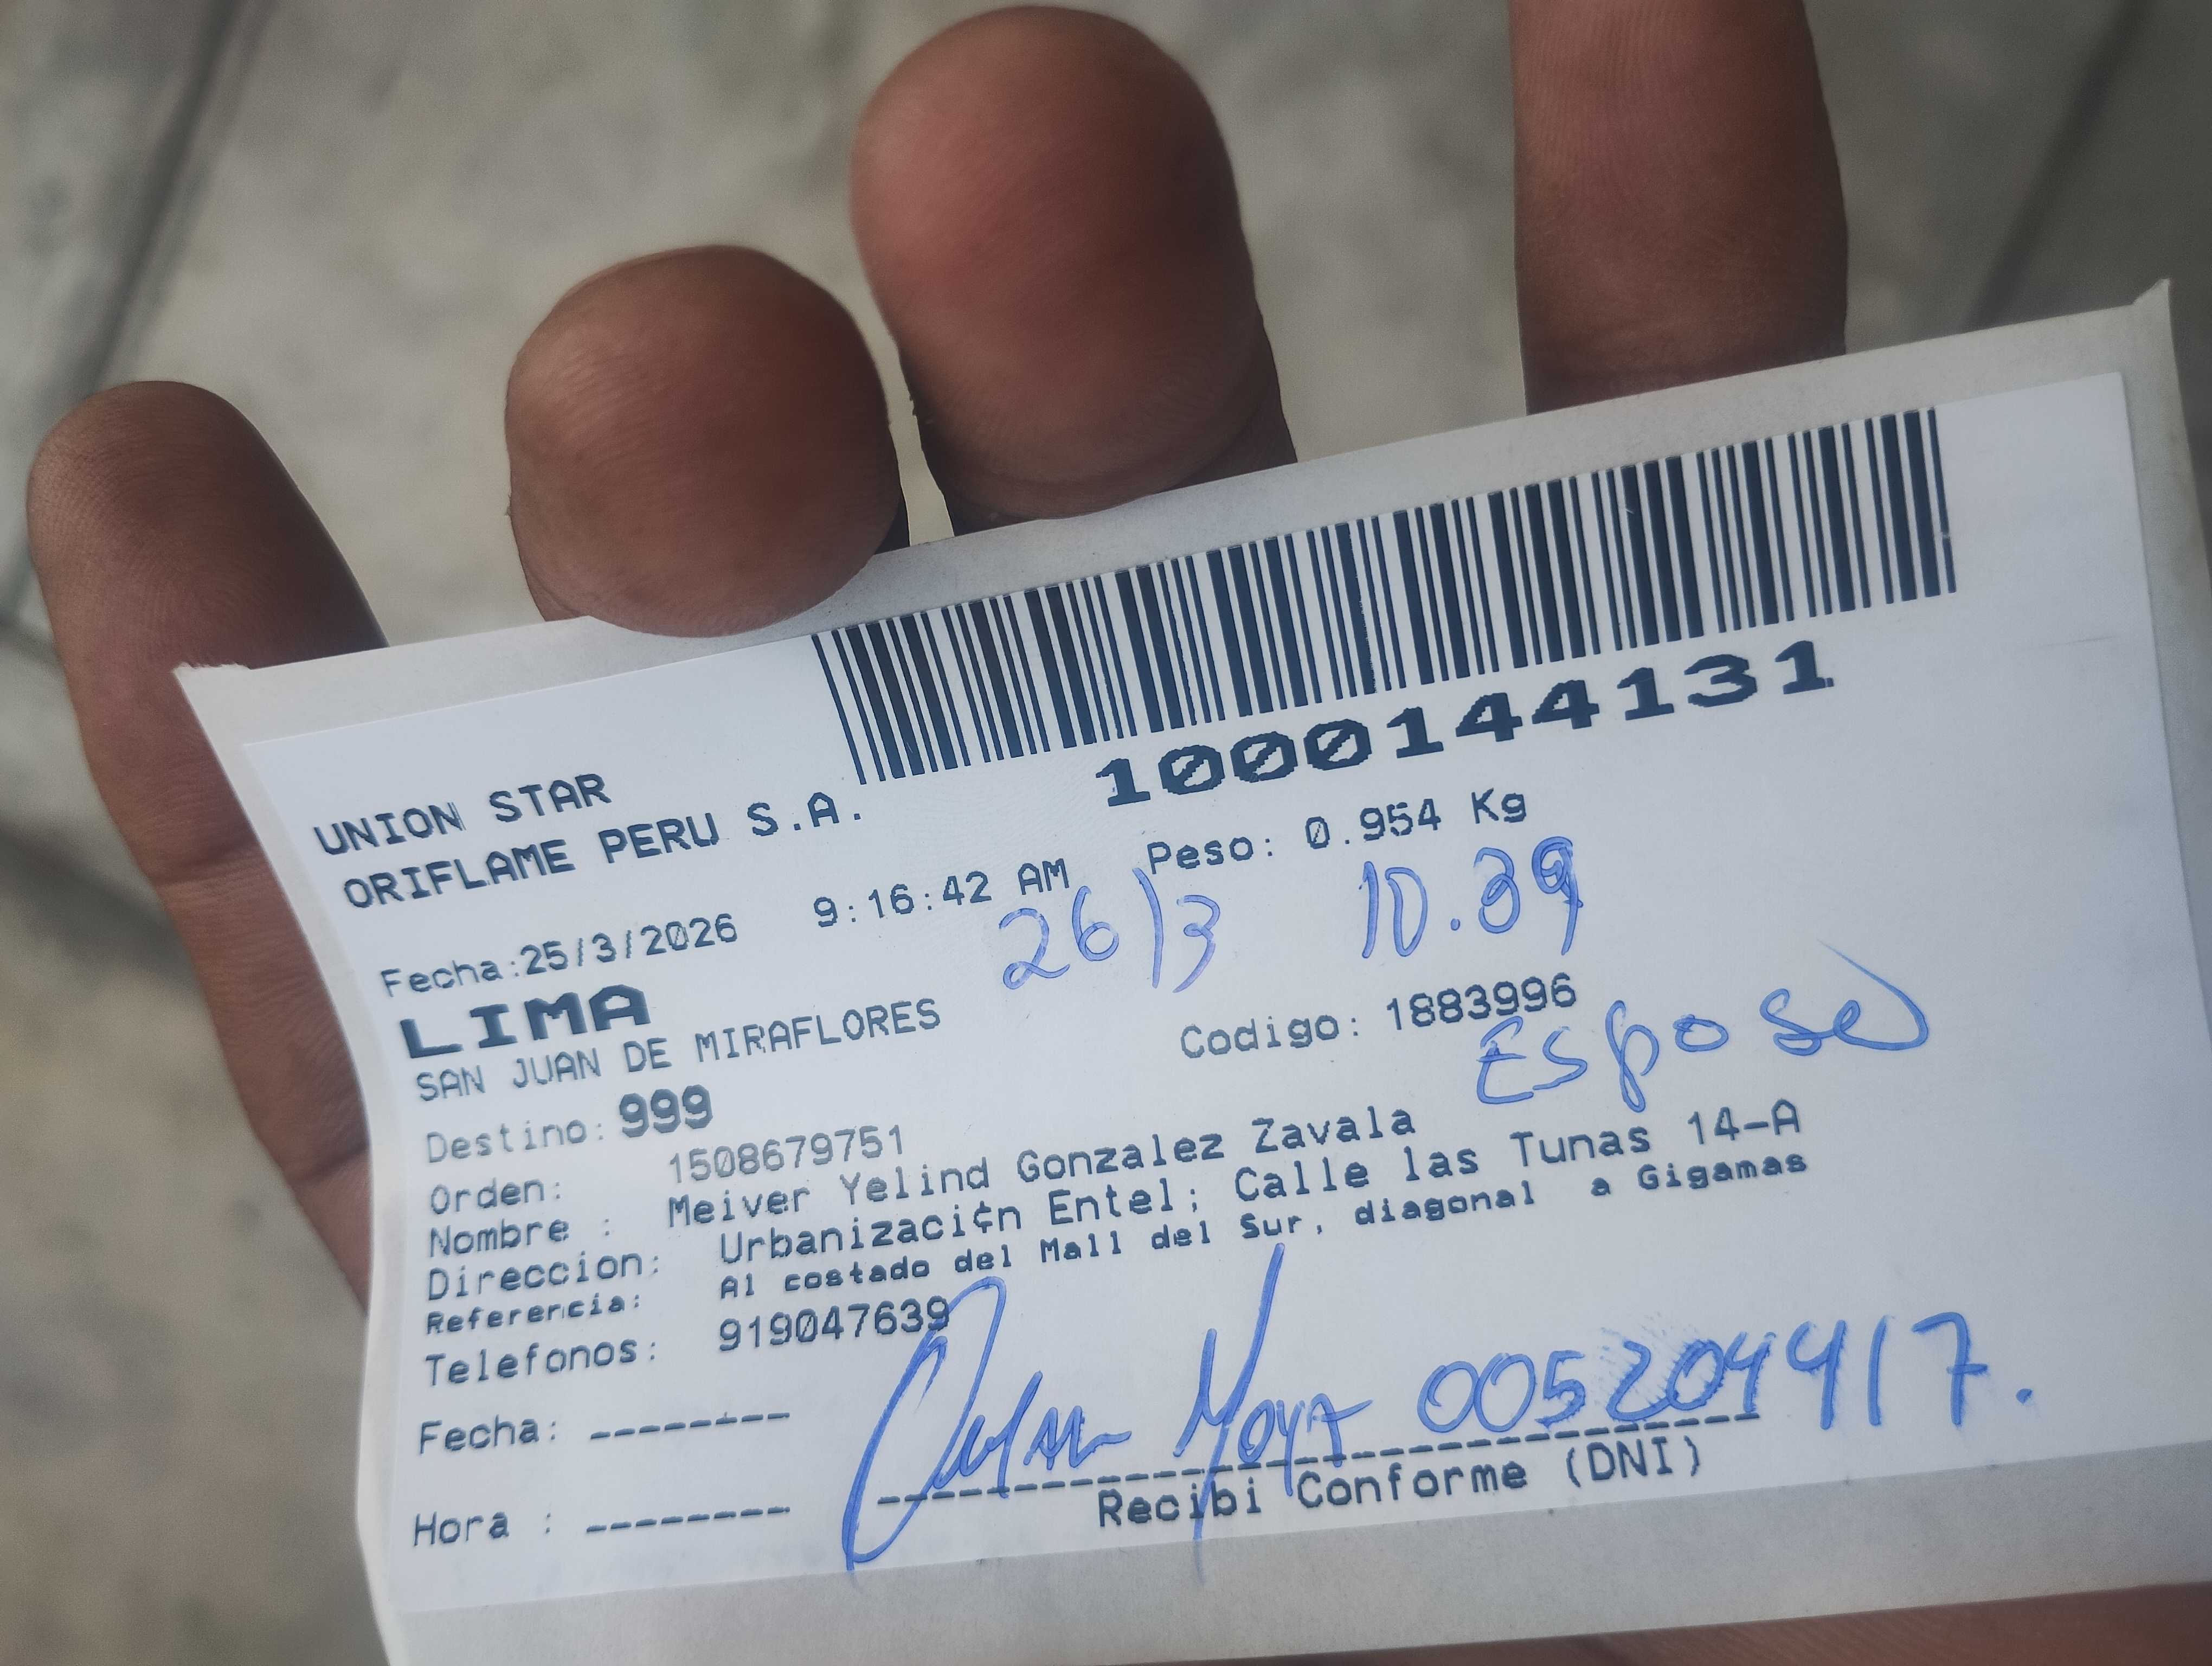 1000144131
UNION STAR
ORIFLAME PERU S.A.
Peso: 0.954 Kg
Fecha:25/3/2026 9:16:42 AM
26/3 10.39
LIMA
SAN JUAN DE MIRAFLORES
Codigo: 1883996
Esposo
Destino: 999
Orden: 1508679751
Nombre : Meiver Yelind Gonzalez Zavala
Direccion: Urbanizaci¢n Entel; Calle las Tunas 14-A
Referencia: Al costado del Mall del Sur, diagonal a Gigamas
Telefonos: 919047639
Fecha: --------
Moya 005204417.
Hora : --------
Recibi Conforme (DNI)